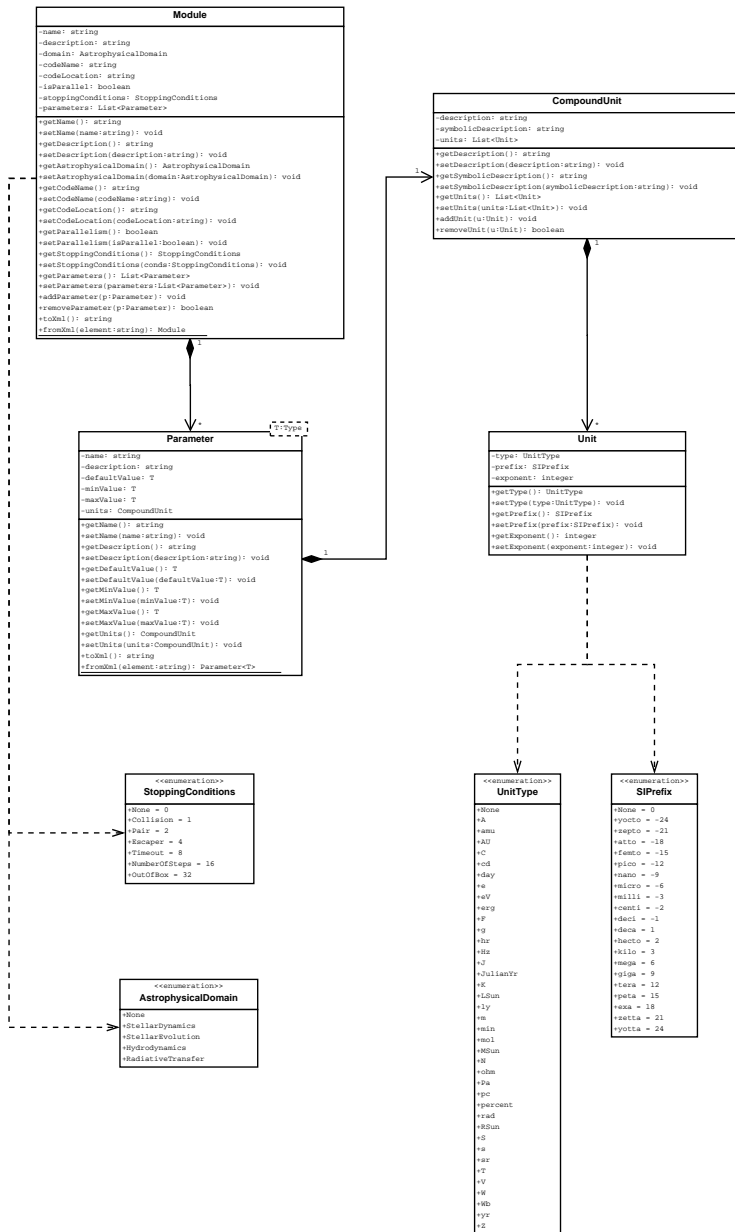 Module
-name: string
-description: string
-domain: AstrophysicalDomain
-codeName: string
-codeLocation: string
-isParallel: boolean
-stoppingConditions: StoppingConditions
-parameters: List<Parameter>
+getName(): string
+setName(name:string): void
+getDescription(): string
+setDescription(description:string): void
+getAstrophysicalDomain(): AstrophysicalDomain
+setAstrophysicalDomain(domain:AstrophysicalDomain): void
+getCodeName(): string
+setCodeName(codeName:string): void
+getCodeLocation(): string
+setCodeLocation(codeLocation:string): void
+getParallelism(): boolean
+setParallelism(isParallel:boolean): void
+getStoppingConditions(): StoppingConditions
+setStoppingConditions(conds:StoppingConditions): void
+getParameters(): List<Parameter>
+setParameters(parameters:List<Parameter>): void
+addParameter(p:Parameter): void
+removeParameter(p:Parameter): boolean
+toXml(): string
+fromXml(element:string): Module
1
*
CompoundUnit
-description: string
-symbolicDescription: string
-units: List<Unit>
+getDescription(): string
+setDescription(description:string): void
+getSymbolicDescription(): string
+setSymbolicDescription(symbolicDescription:string): void
+getUnits(): List<Unit>
+setUnits(units:List<Unit>): void
+addUnit(u:Unit): void
+removeUnit(u:Unit): boolean
1
1
*
T:Type
Parameter
-name: string
-description: string
-defaultValue: T
-minValue: T
-maxValue: T
-units: CompoundUnit
+getName(): string
+setName(name:string): void
+getDescription(): string
+setDescription(description:string): void
+getDefaultValue(): T
+setDefaultValue(defaultValue:T): void
+getMinValue(): T
+setMinValue(minValue:T): void
+getMaxValue(): T
+setMaxValue(maxValue:T): void
+getUnits(): CompoundUnit
+setUnits(units:CompoundUnit): void
+toXml(): string
+fromXml(element:string): Parameter<T>
1
Unit
-type: UnitType
-prefix: SIPrefix
-exponent: integer
+getType(): UnitType
+setType(type:UnitType): void
+getPrefix(): SIPrefix
+setPrefix(prefix:SIPrefix): void
+getExponent(): integer
+setExponent(exponent:integer): void
<<enumeration>>
StoppingConditions
+None = 0
+Collision = 1
+Pair = 2
+Escaper = 4
+Timeout = 8
+NumberOfSteps = 16
+OutOfBox = 32
<<enumeration>>
AstrophysicalDomain
+None
+StellarDynamics
+StellarEvolution
+Hydrodynamics
+RadiativeTransfer
<<enumeration>>
UnitType
+None
+A
+amu
+AU
+C
+cd
+day
+e
+eV
+erg
+F
+g
+hr
+Hz
+J
+JulianYr
+K
+LSun
+ly
+m
+min
+mol
+MSun
+N
+ohm
+Pa
+pc
+percent
+rad
+RSun
+S
+s
+sr
+T
+V
+W
+Wb
+yr
+Z
<<enumeration>>
SIPrefix
+None = 0
+yocto = -24
+zepto = -21
+atto = -18
+femto = -15
+pico = -12
+nano = -9
+micro = -6
+milli = -3
+centi = -2
+deci = -1
+deca = 1
+hecto = 2
+kilo = 3
+mega = 6
+giga = 9
+tera = 12
+peta = 15
+exa = 18
+zetta = 21
+yotta = 24